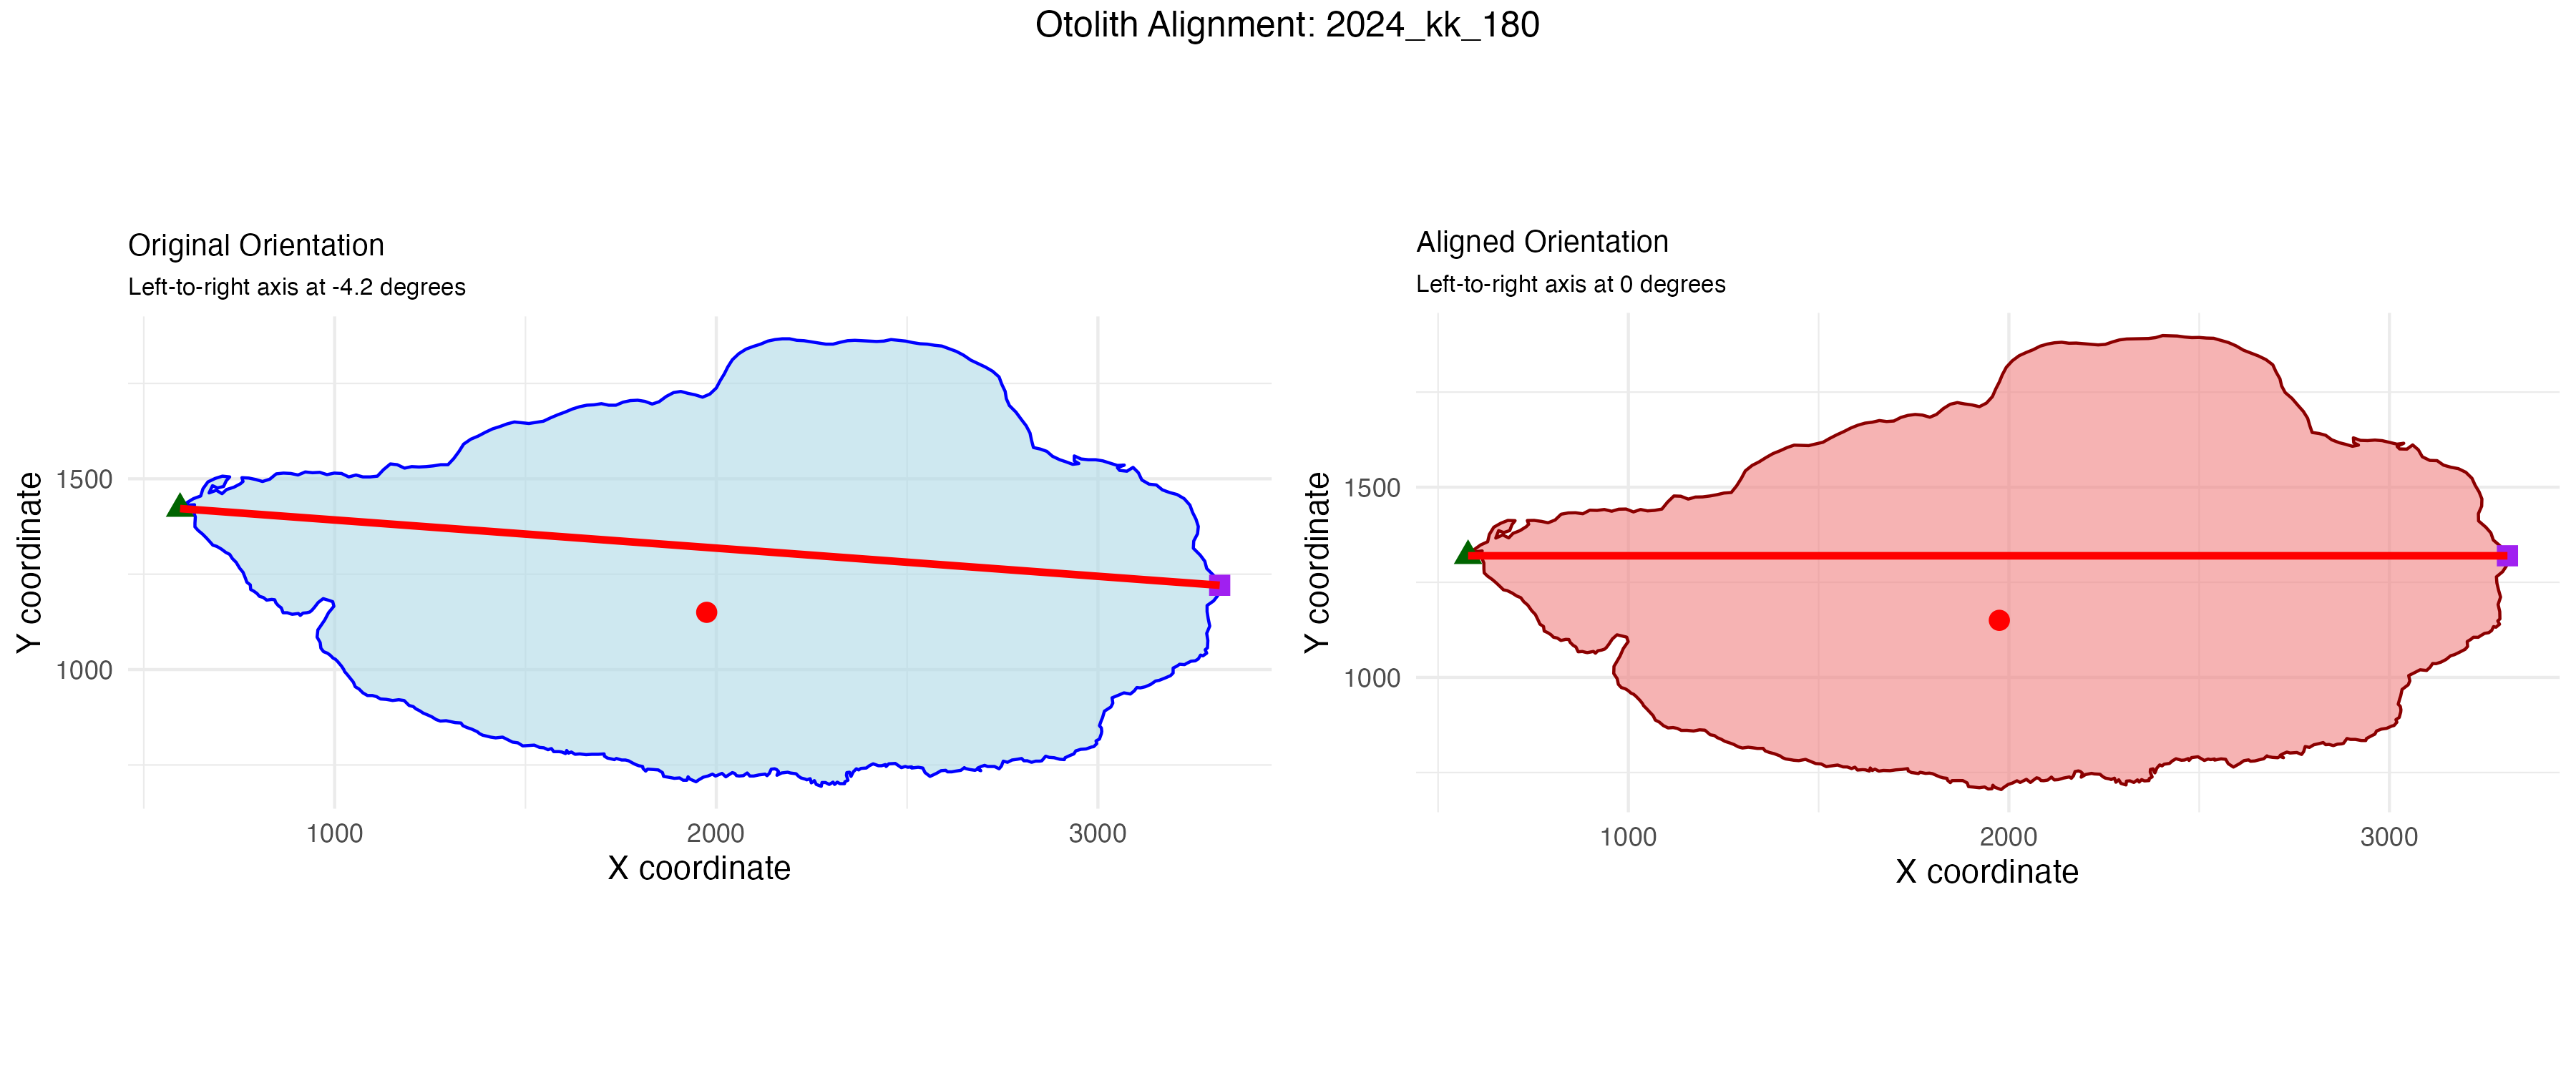 Otolith Alignment: 2024_kk_180
Original Orientation
Left-to-right axis at -4.2 degrees
Y coordinate
1500
1000
1000
2000
3000
X coordinate
Aligned Orientation
Left-to-right axis at 0 degrees
Y coordinate
1500
1000
1000
2000
3000
X coordinate